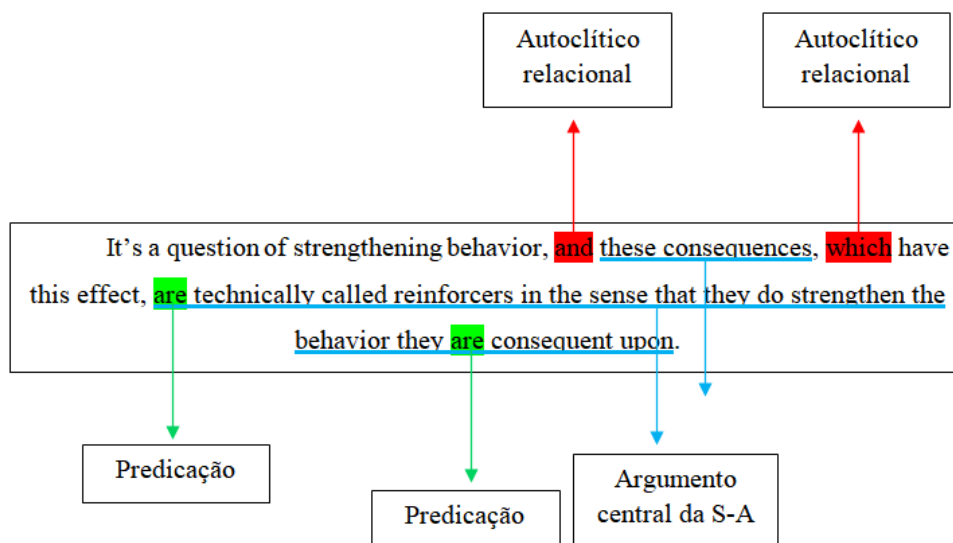 Autoclítico
relacional
Autoclítico
relacional
It’s a question of strengthening behavior, and these consequences, which have
this effect, are technically called reinforcers in the sense that they do strengthen the
behavior they are consequent upon.
Predicação
Predicação
Argumento
central da S-A